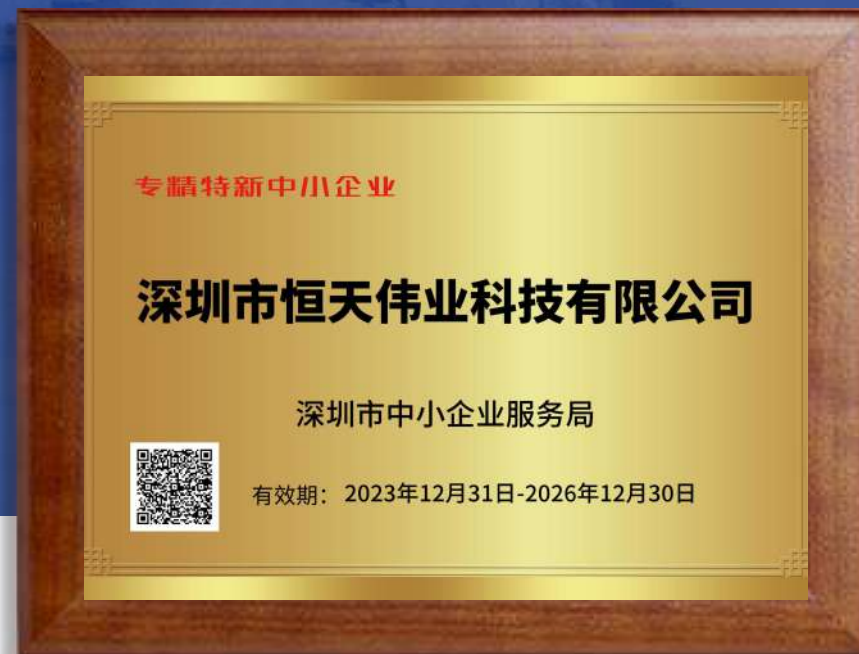 专精特新中小企业
深圳市恒天伟业科技有限公司
深圳市中小企业服务局
有效期：2023年12月31日-2026年12月30日